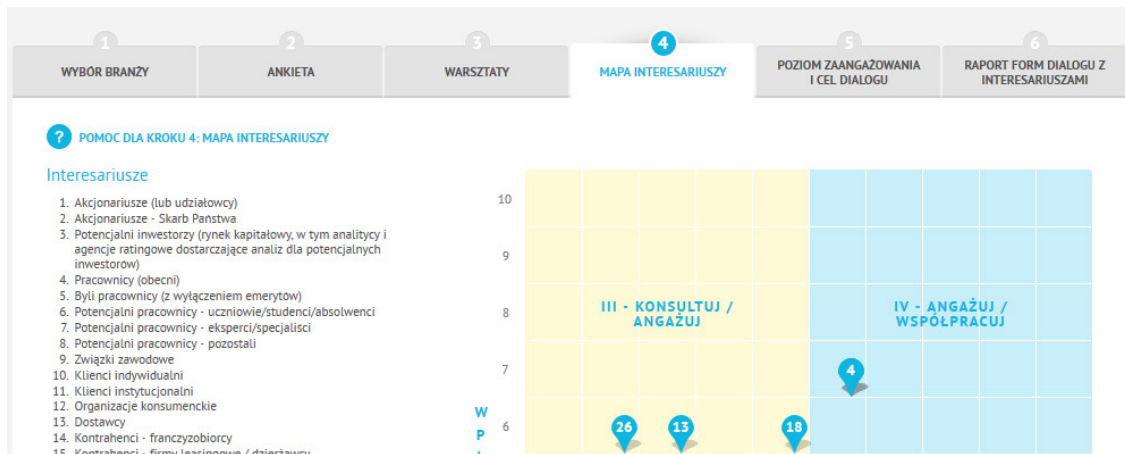 1
2
3
4
5
6
WYBÓR BRANŻY
ANKIETA
WARSZTATY
MAPA INTERESARIUSZY
POZIOM ZAANGAŻOWANIA
I CEL DIALOGU
RAPORT FORM DIALOGU Z
INTERESARIUSZAMI
? POMOC DLA KROKU 4: MAPA INTERESARIUSZY
Interesariusze
1. Akcjonariusze (lub udziałowcy)
2. Akcjonariusze - Skarb Państwa
3. Potencjalni inwestorzy (rynek kapitałowy, w tym analitycy i
agencje ratingowe dostarczające analiz dla potencjalnych
inwestorów)
4. Pracownicy (obecni)
5. Byli pracownicy (z wyłączeniem emerytów)
6. Potencjalni pracownicy - uczniowie/studenci/absolwenci
7. Potencjalni pracownicy - eksperci/specjaliści
8. Potencjalni pracownicy - pozostali
9. Związki zawodowe
10. Klienci indywidualni
11. Klienci instytucjonalni
12. Organizacje konsumenckie
13. Dostawcy
14. Kontrahenci - franczyzobiorcy
15. Kontrahenci - firmy leasingowe / dzierżawcy
10
9
8
7
6
W
P
III - KONSULTUJ /
ANGAŻUJ
IV - ANGAŻUJ /
WSPÓŁPRACUJ
4
26
13
18